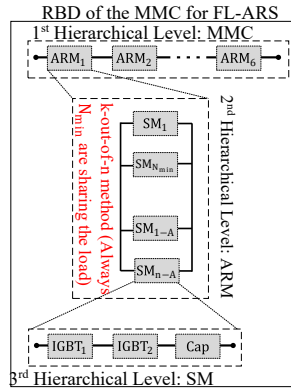 RBD of the MMC for FL-ARS
1st Hierarchical Level: MMC
ARM1 ARM2 ... ARM6
k-out-of-n method (Always
Nmin are sharing the load)
SM1
SMNmin
SM1-A
SMn-A
2nd Hierarchical Level: ARM
IGBT1 IGBT2 Cap
3rd Hierarchical Level: SM